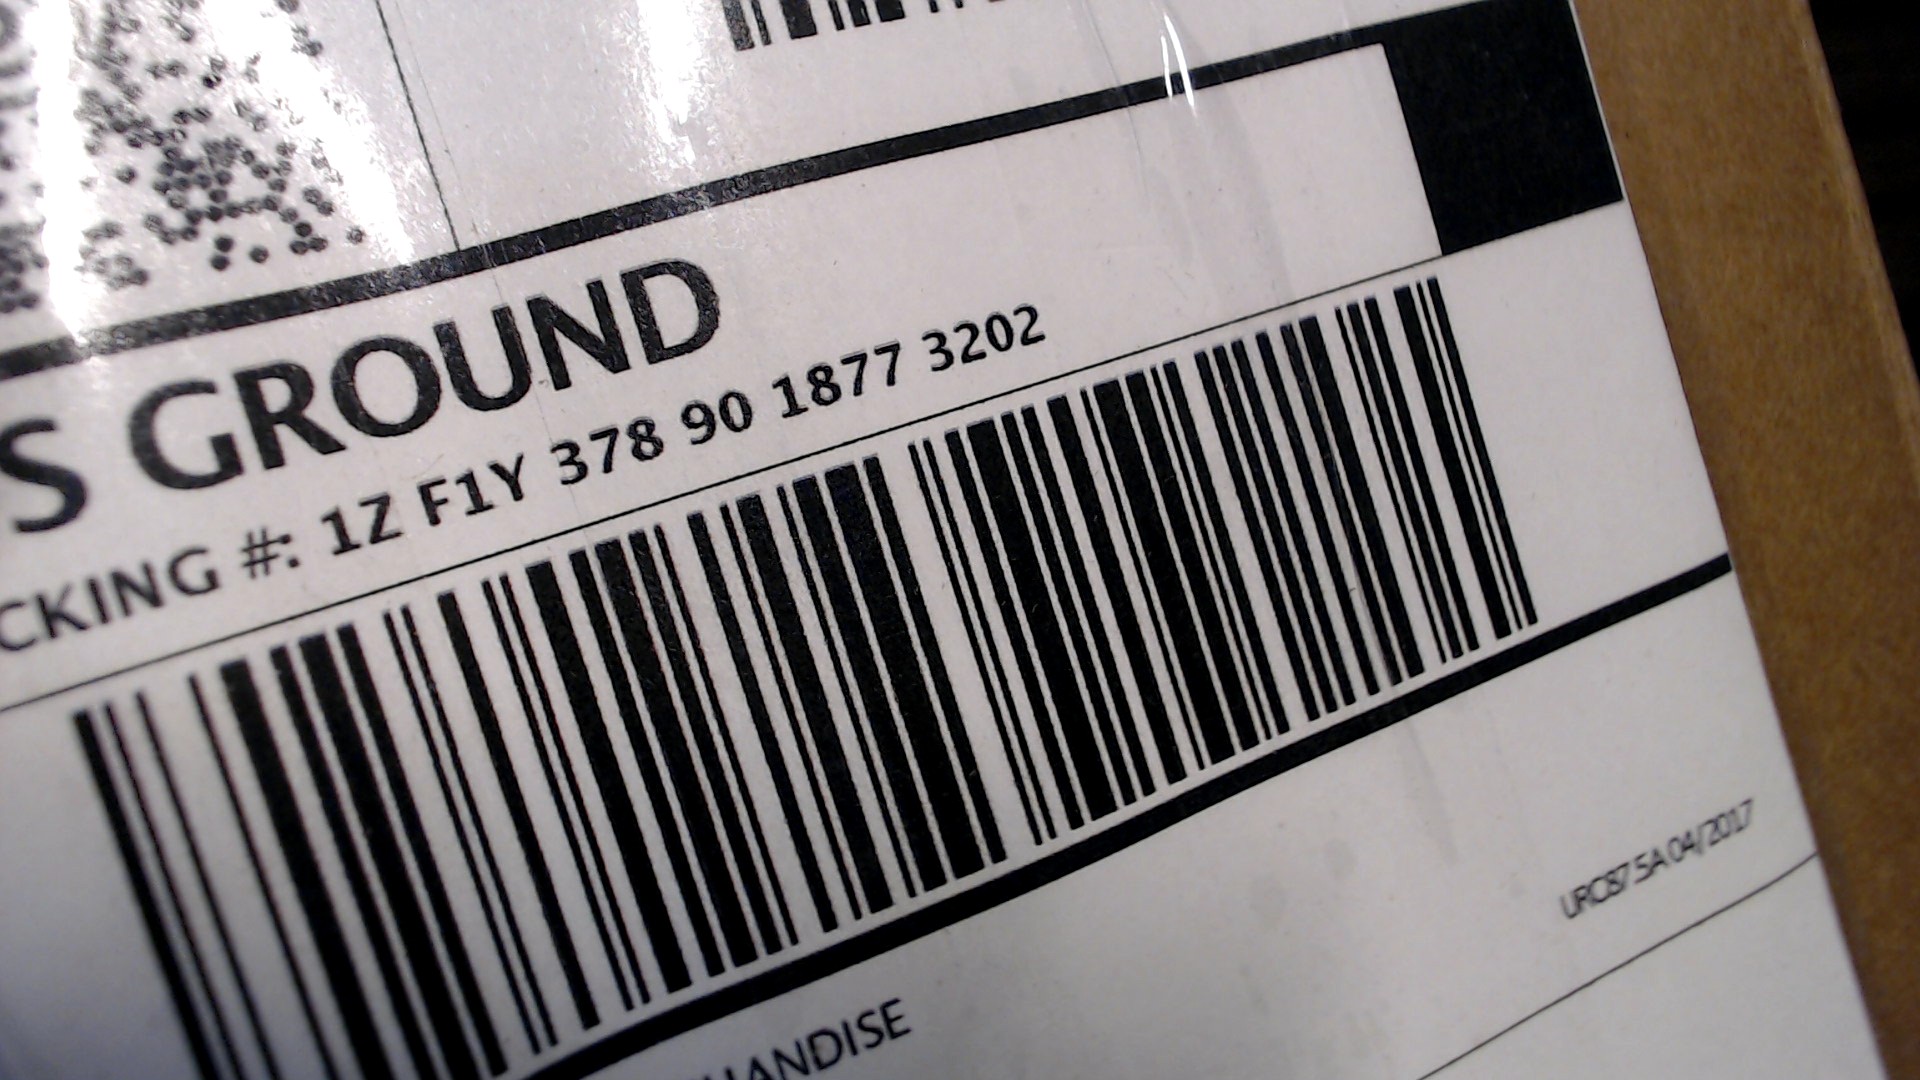 S GROUND
CKING #: 1Z F1Y 378 90 1877 3202
URC87 5A 04/2017
HANDISE